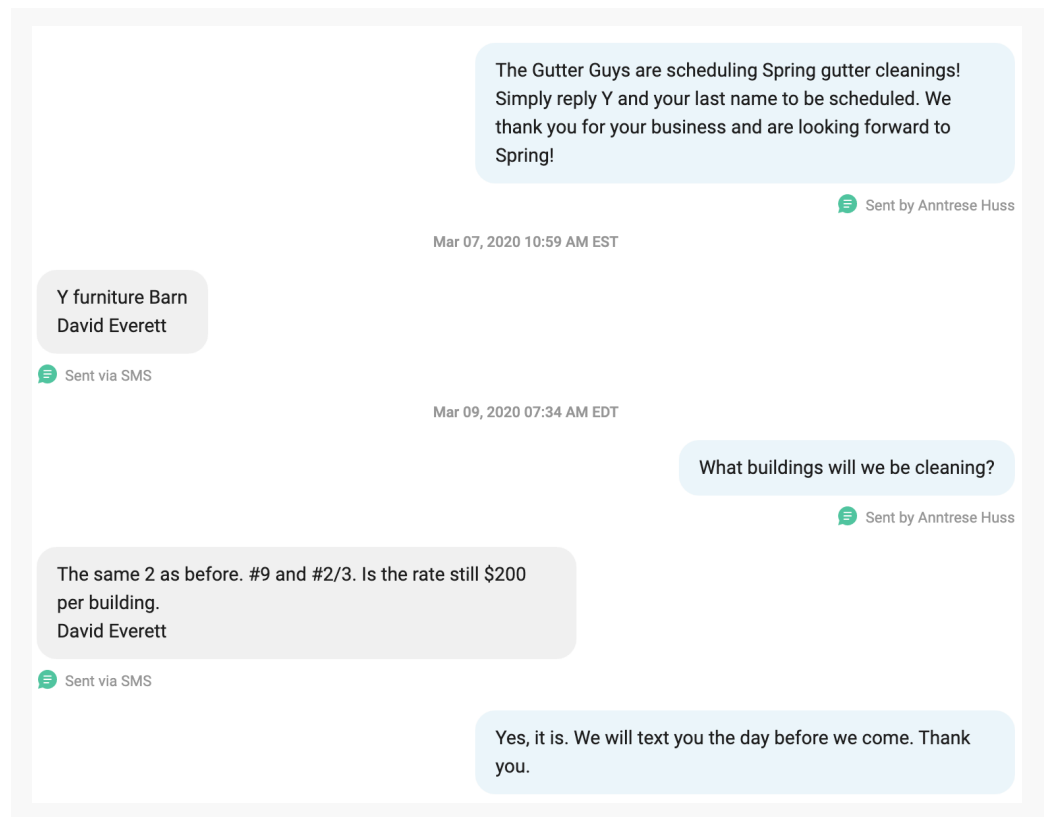 The Gutter Guys are scheduling Spring gutter cleanings!
Simply reply Y and your last name to be scheduled. We
thank you for your business and are looking forward to
Spring!
Sent by Anntrese Huss
Mar 07, 2020 10:59 AM EST
Y furniture Barn
David Everett
Sent via SMS
Mar 09, 2020 07:34 AM EDT
What buildings will we be cleaning?
Sent by Anntrese Huss
The same 2 as before. #9 and #2/3. Is the rate still $200
per building.
David Everett
Sent via SMS
Yes, it is. We will text you the day before we come. Thank
you.